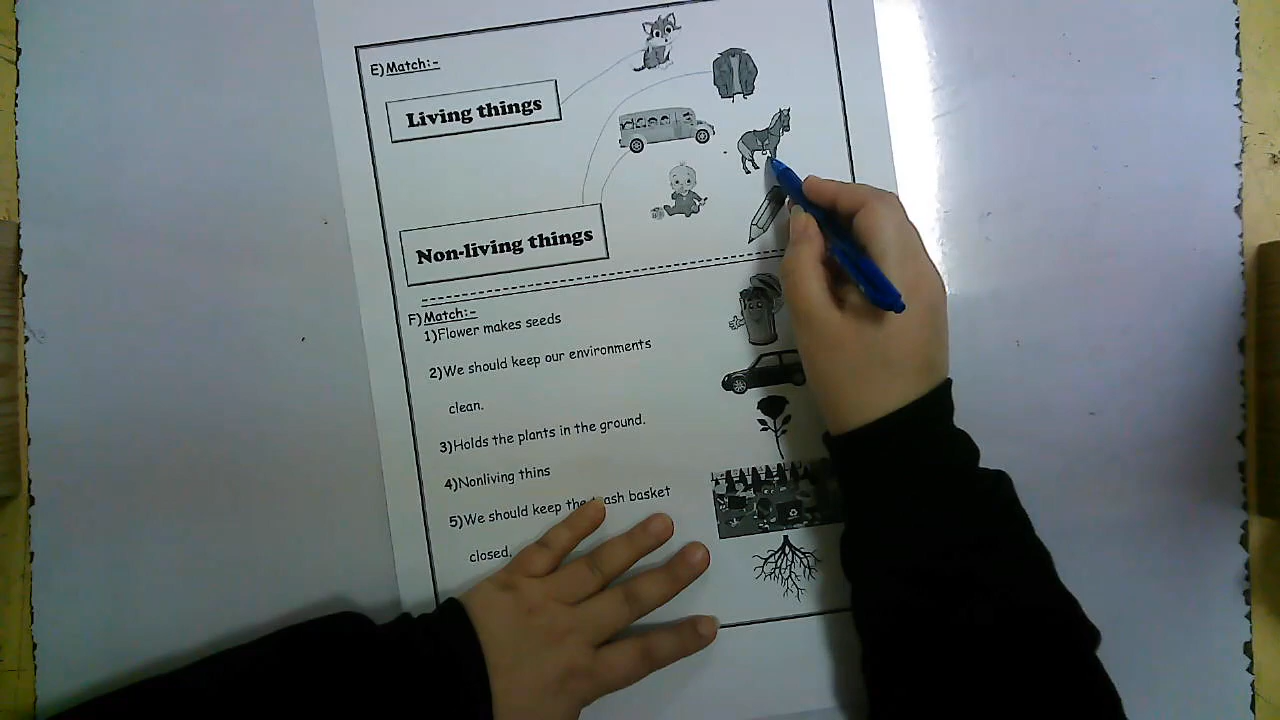 E)Match:-
Living things
Non-living things
F)Match:-
1)Flower makes seeds
2)We should keep our environments
clean.
3)Holds the plants in the ground.
4)Nonliving thins
5)We should keep the basket
closed.